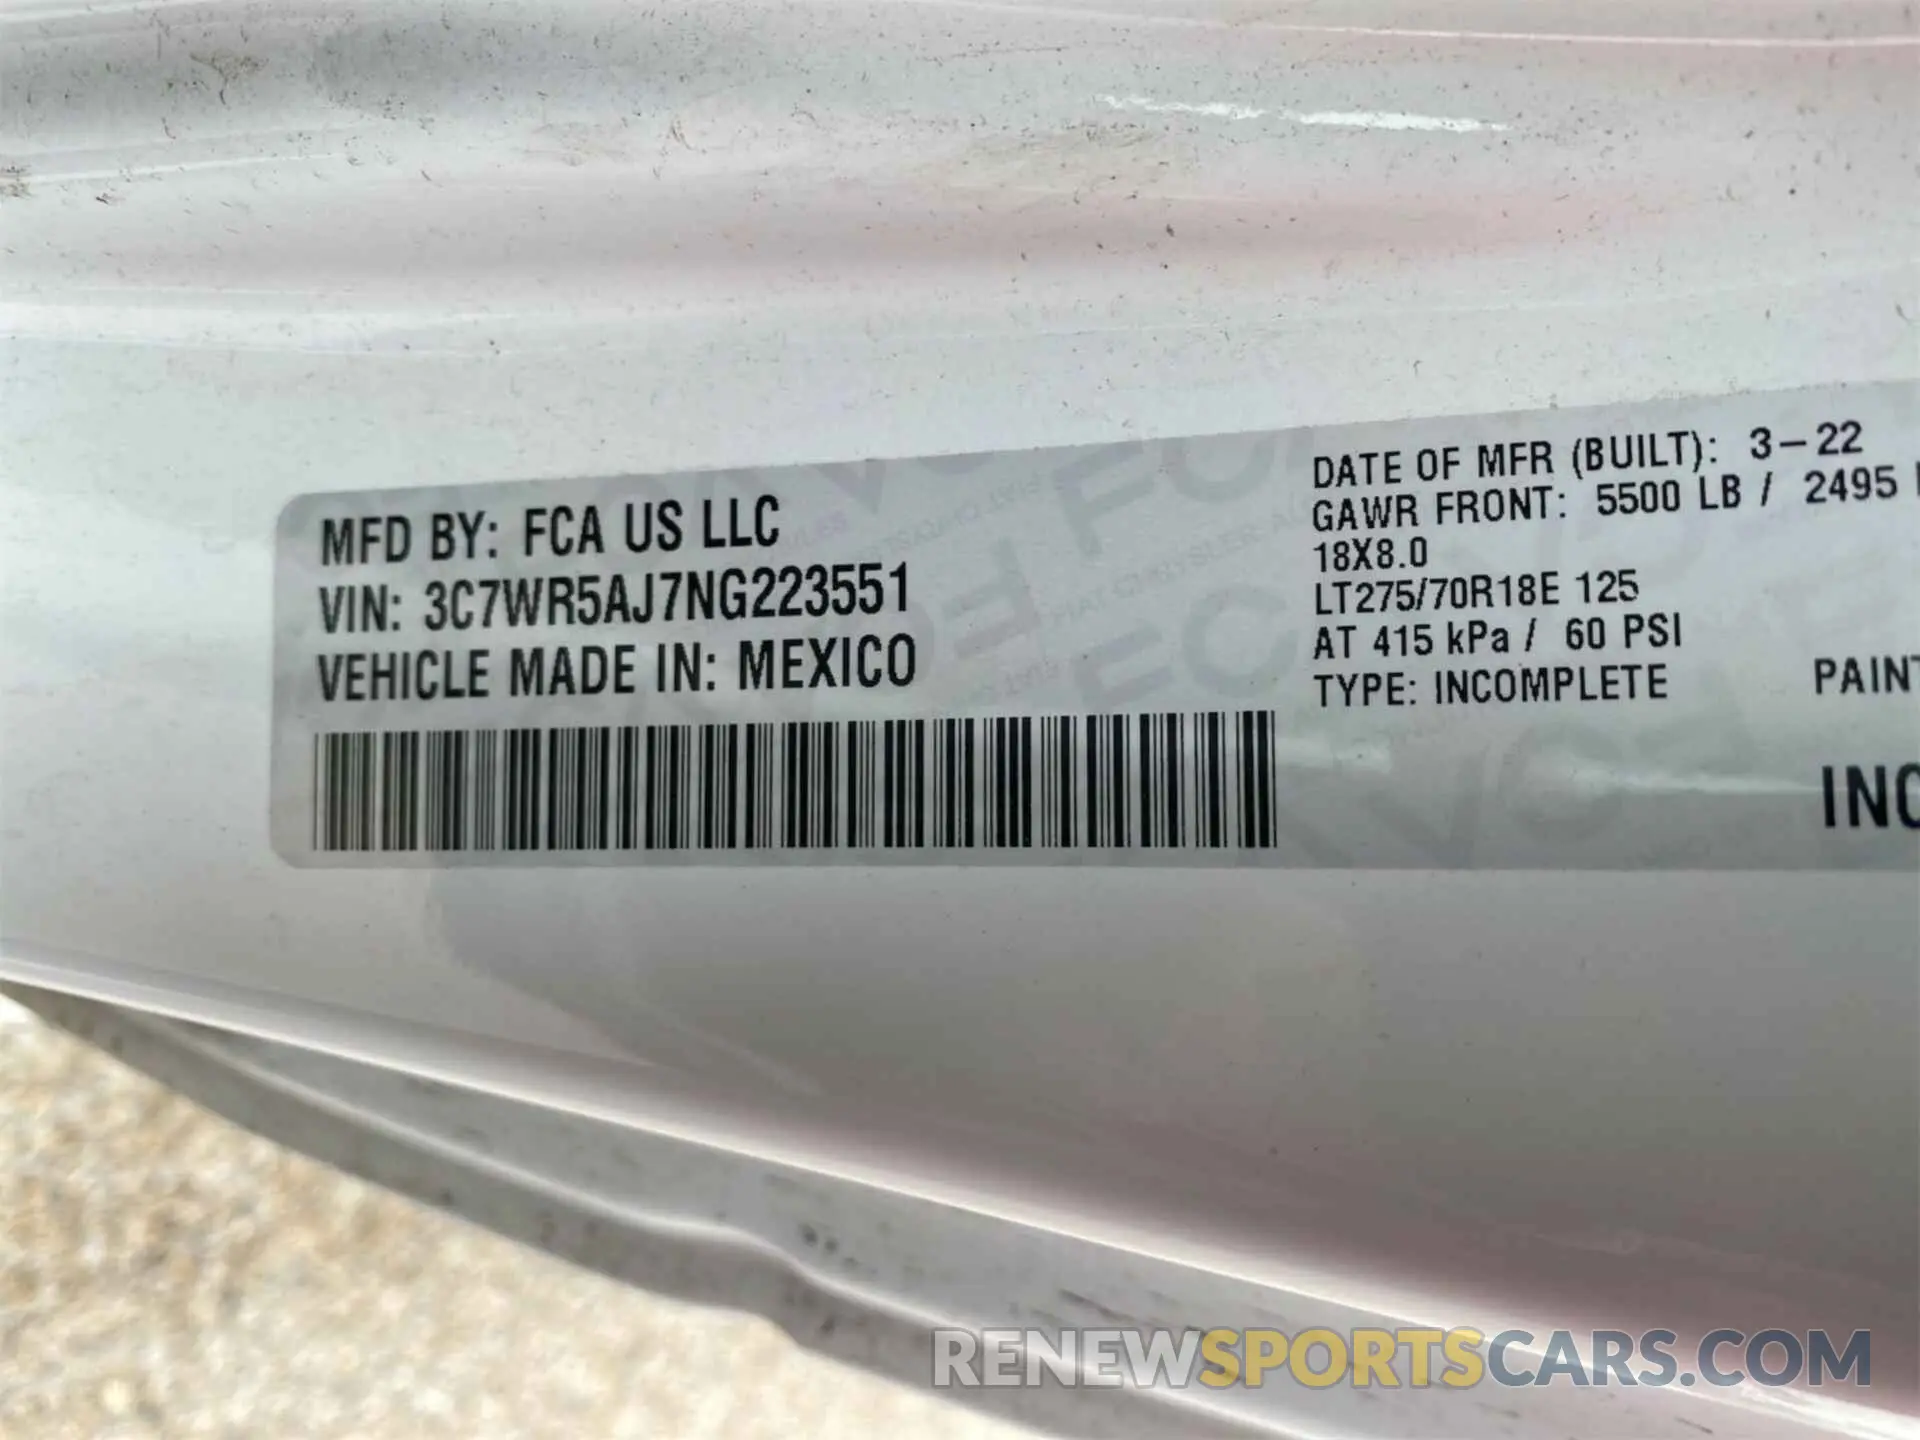 MFD BY: FCA US LLC
VIN: 3C7WR5AJ7NG223551
VEHICLE MADE IN: MEXICO
DATE OF MFR (BUILT): 3-22
GAWR FRONT: 5500 LB / 2495
18X8.0
LT275/70R18E 125
AT 415 kPa / 60 PSI
TYPE: INCOMPLETE
PAINT
INC
RENEWSPORTSCARS.COM